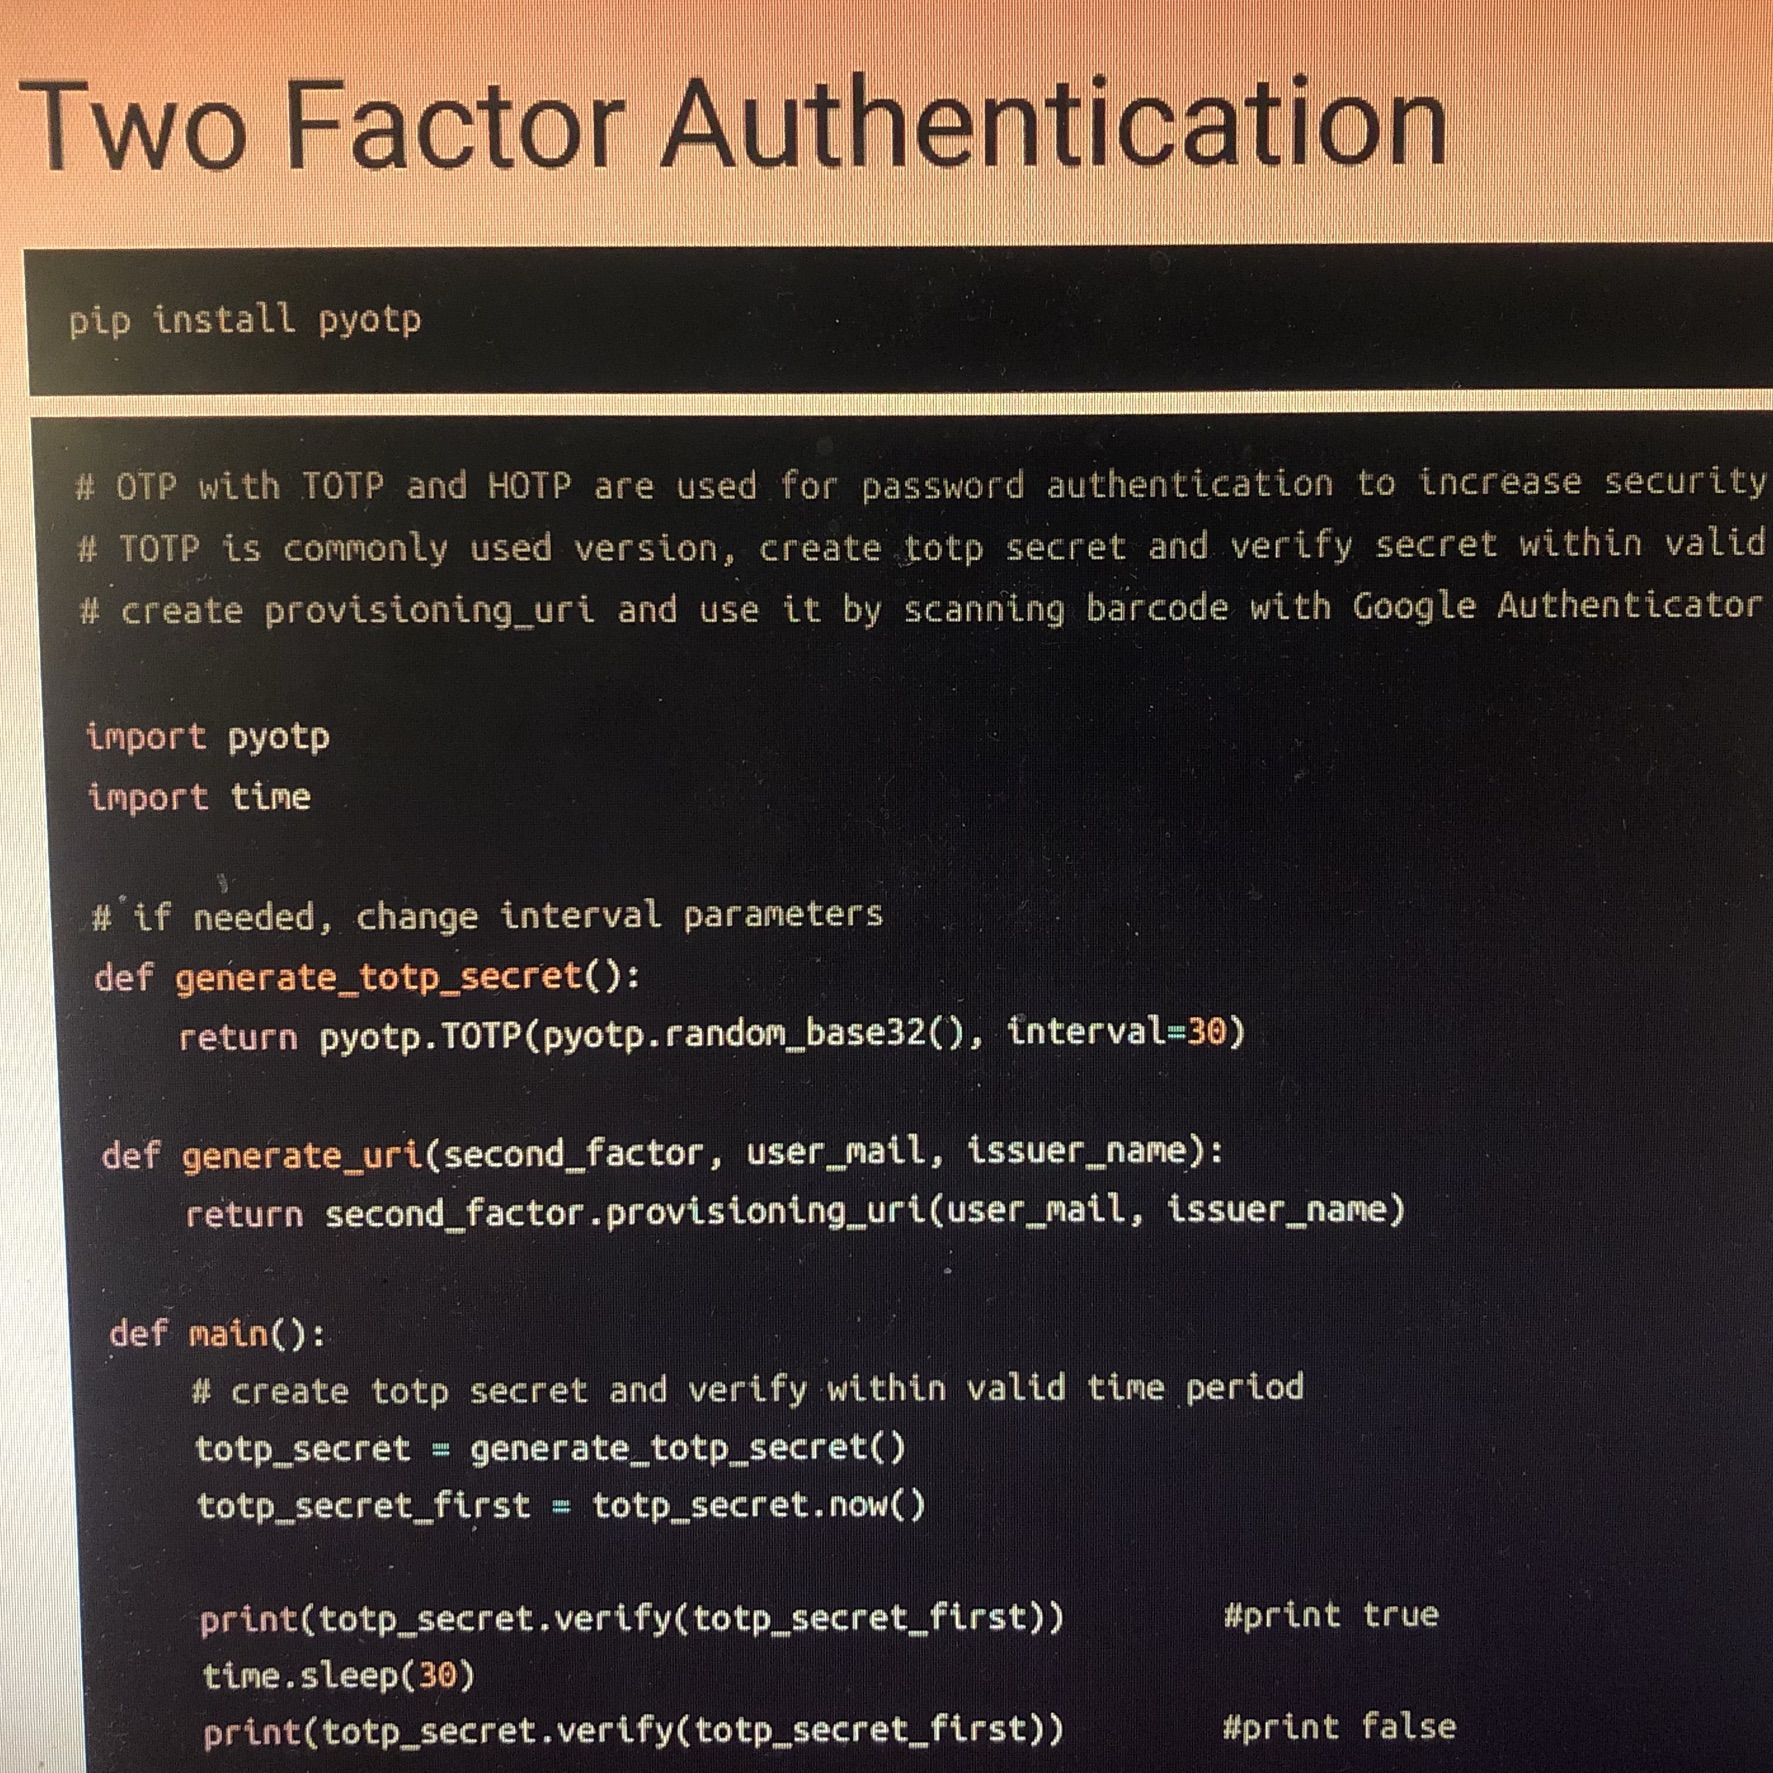 Two Factor Authentication
pip install pyotp
# OTP with TOTP and HOTP are used for password authentication to increase security
# TOTP is commonly used version, create totp secret and verify secret within valid
# create provisioning_uri and use it by scanning barcode with Google Authenticator
import pyotp
import time
# if needed, change interval parameters
def generate_totp_secret():
    return pyotp.TOTP(pyotp.random_base32(), interval=30)
def generate_uri(second_factor, user_mail, issuer_name):
    return second_factor.provisioning_uri(user_mail, issuer_name)
def main():
    # create totp secret and verify within valid time period
    totp_secret = generate_totp_secret()
    totp_secret_first = totp_secret.now()
    print(totp_secret.verify(totp_secret_first))        #print true
    time.sleep(30)
    print(totp_secret.verify(totp_secret_first))        #print false